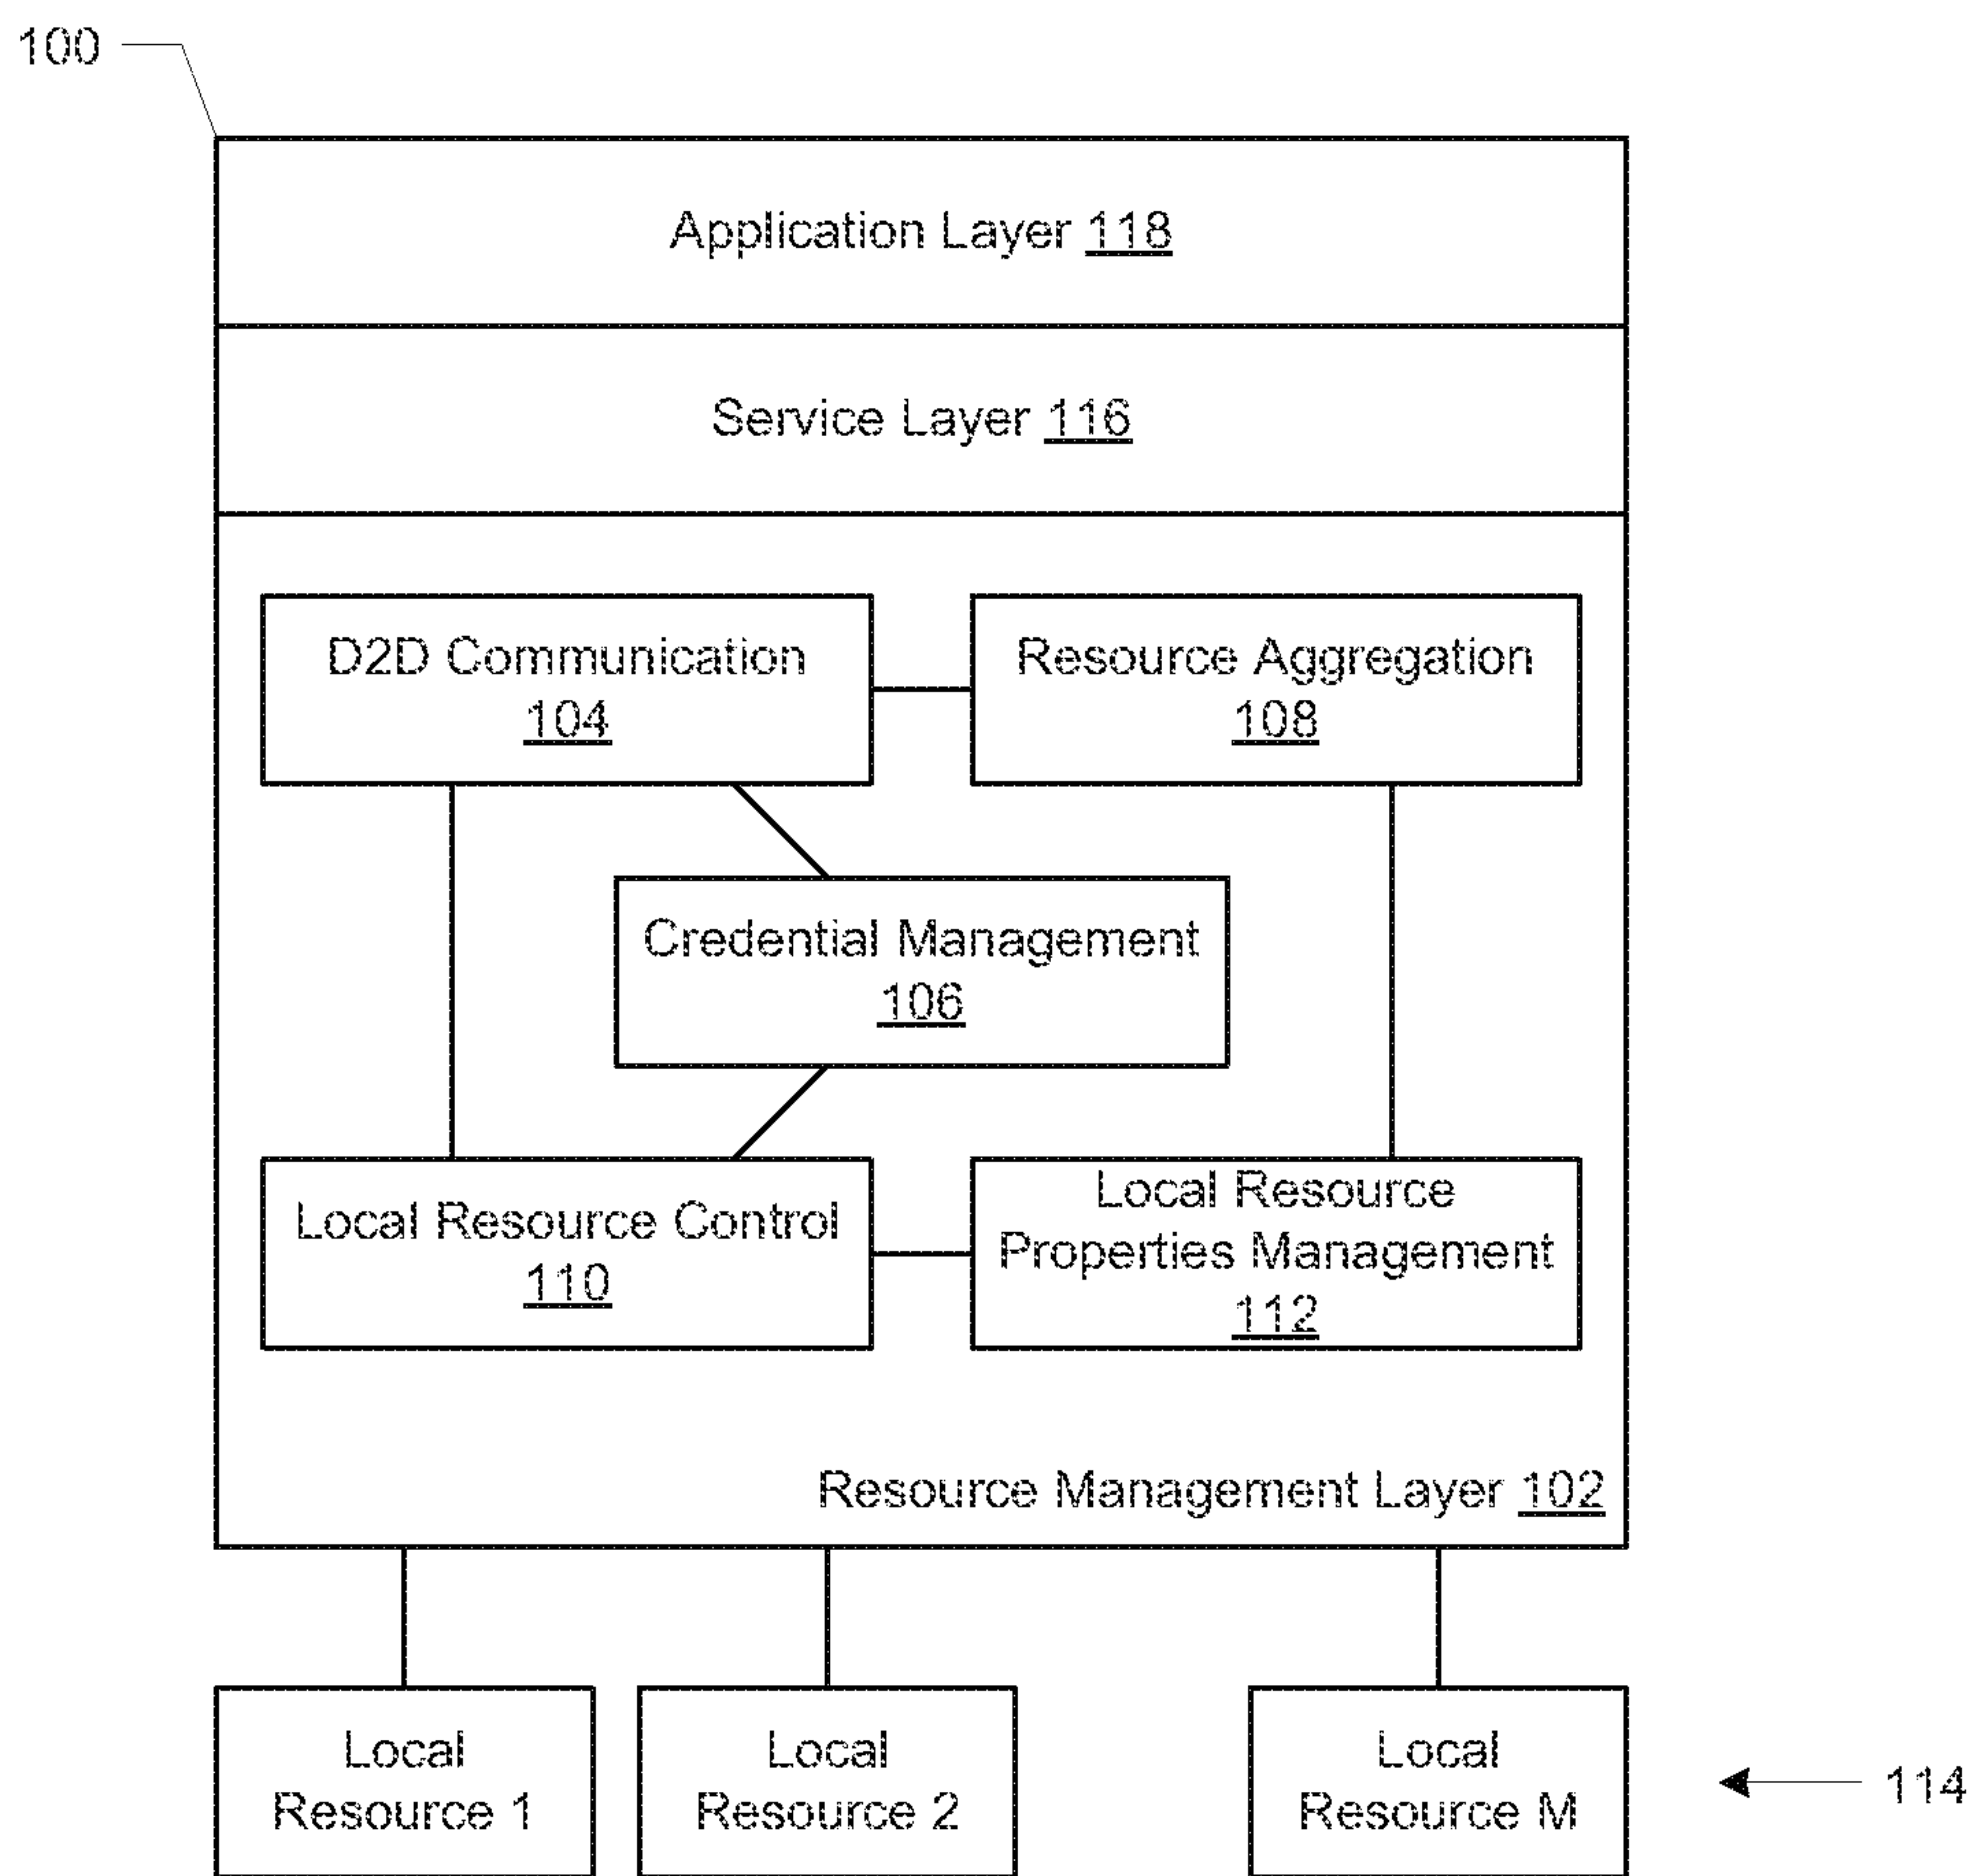 100
Application Layer 118
Service Layer 116
D2D Communication
104
Resource Aggregation
108
Credential Management
106
Local Resource Control
110
Local Resource
Properties Management
112
Resource Management Layer 102
Local
Resource 1
Local
Resource 2
Local
Resource M
114